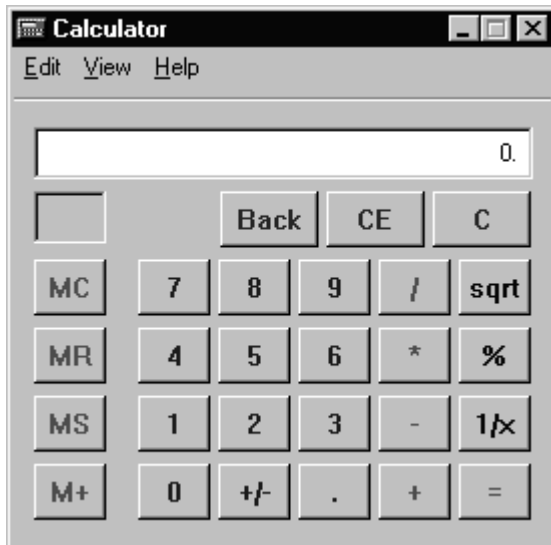 Calculator
Edit View Help
0.
Back CE C
MC 7 8 9 / sqrt
MR 4 5 6 * %
MS 1 2 3 - 1/x
M+ 0 +/- . + =